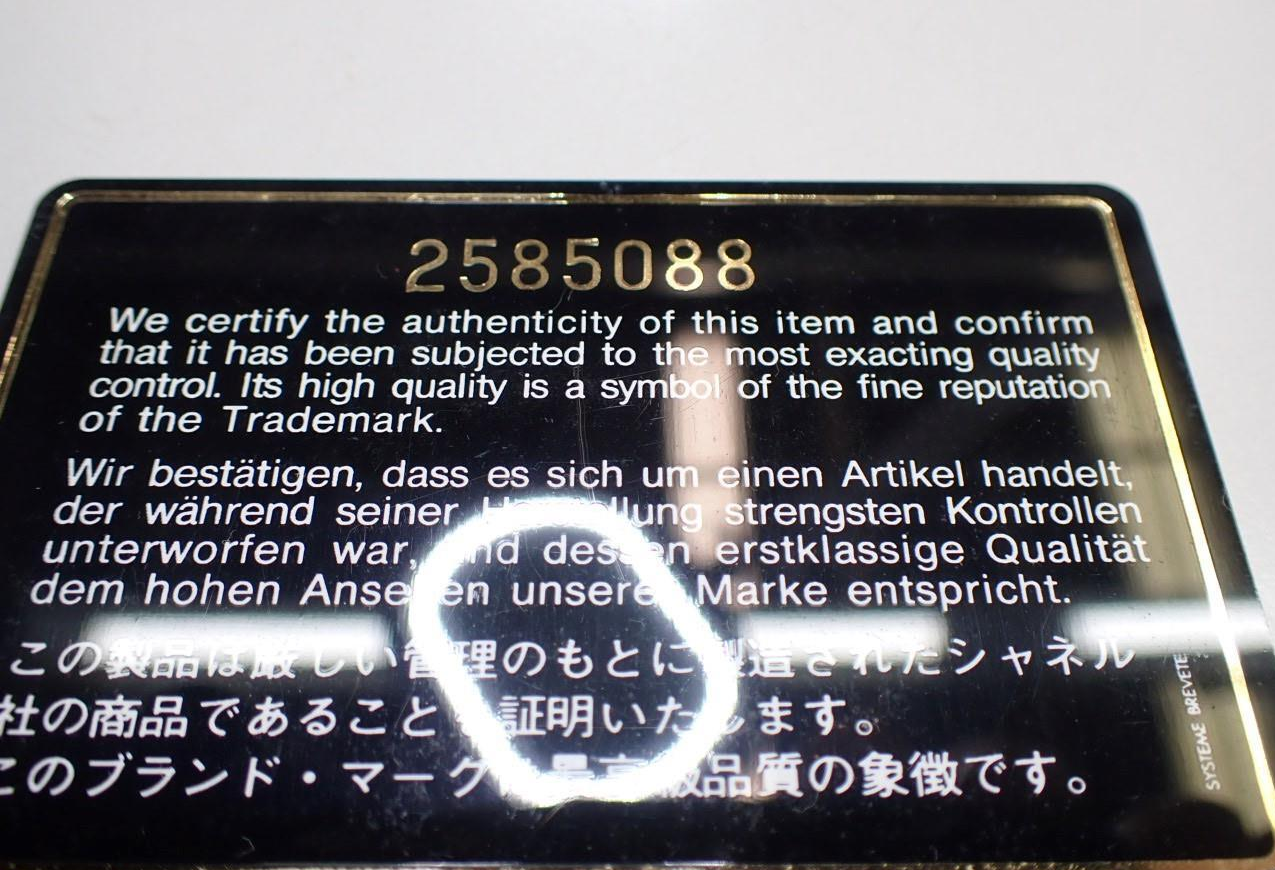 2585088
We certify the authenticity of this item and confirm
that it has been subjected to the most exacting quality
control. Its high quality is a symbol of the fine reputation
of the Trademark.
Wir bestätigen, dass es sich um einen Artikel handelt,
der während seiner Herstellung strengsten Kontrollen
unterworfen war, und dessen erstklassige Qualität
dem hohen Ansehen unserer Marke entspricht.
この製品は厳しい管理のもとに製造されたシャネル
社の商品であることを証明いたします。
このブランド・マークは最高級品質の象徴です。
SYSTEME BREVETE